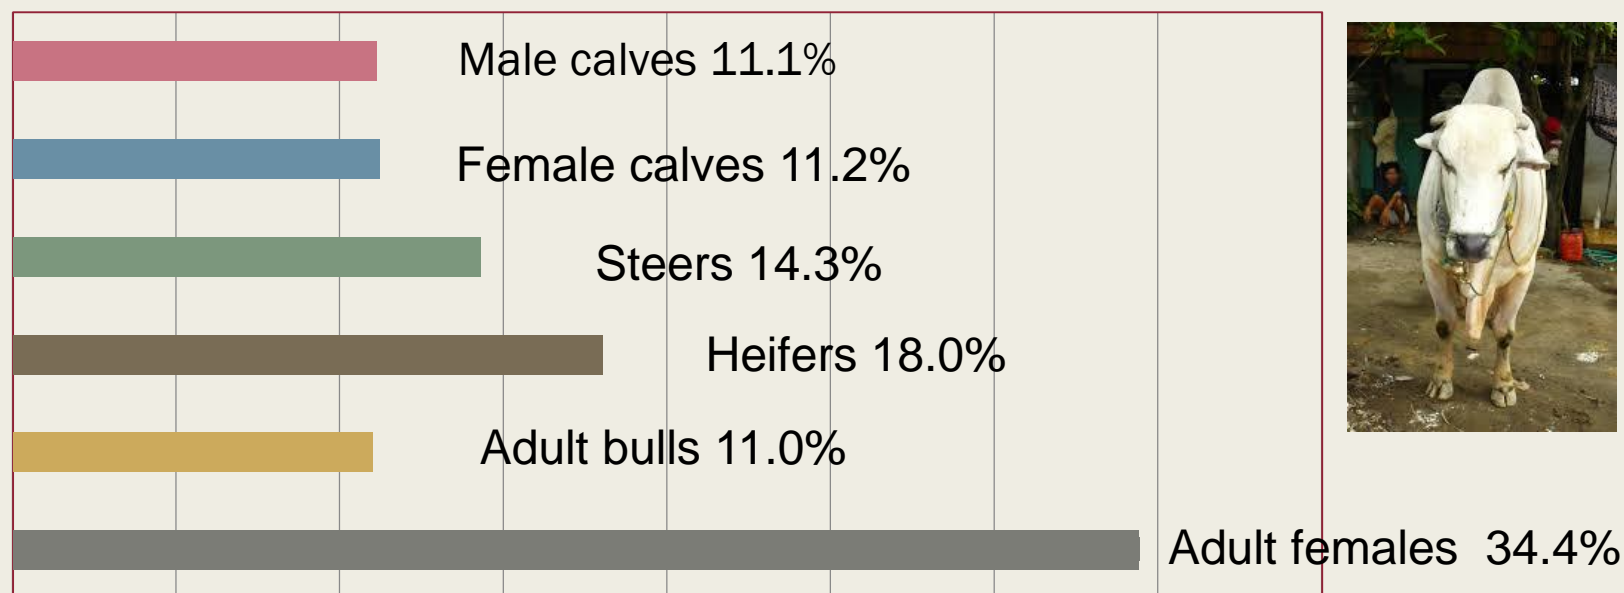 Male calves 11.1%
Female calves 11.2%
Steers 14.3%
Heifers 18.0%
Adult bulls 11.0%
Adult females  34.4%